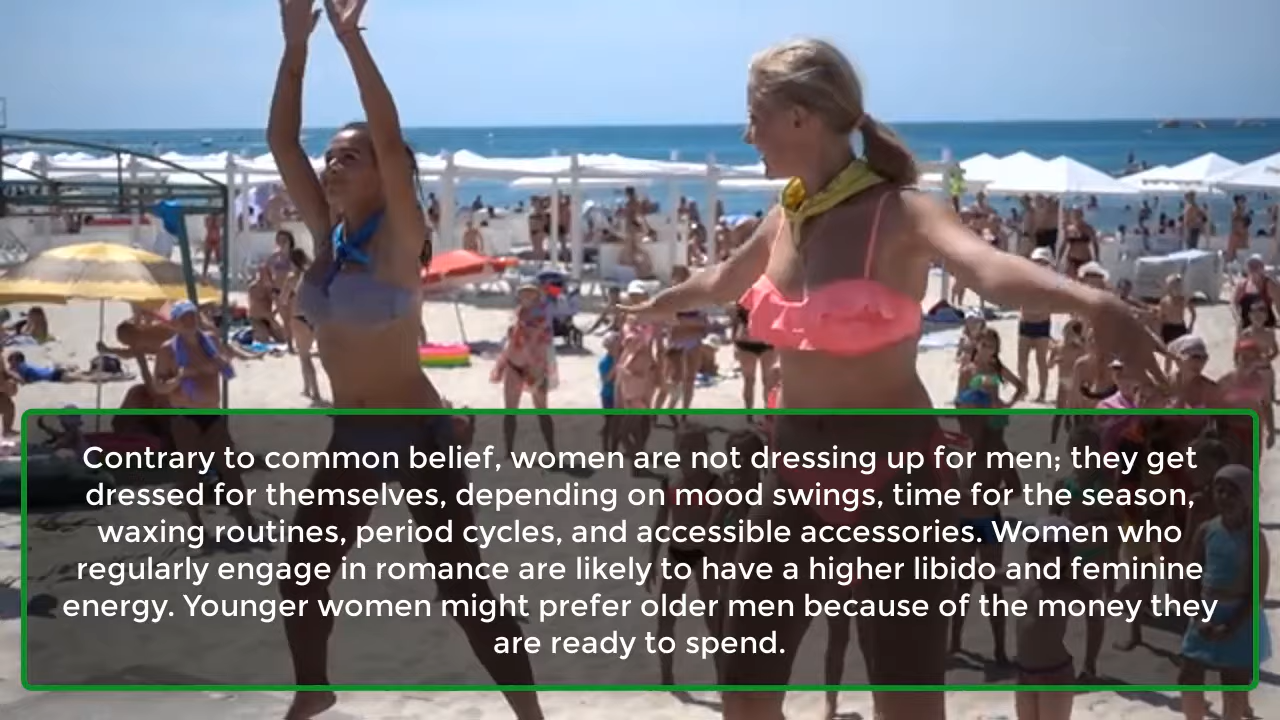 Contrary to common belief, women are not dressing up for men; they get
dressed for themselves, depending on mood swings, time for the season,
waxing routines, period cycles, and accessible accessories. Women who
regularly engage in romance are likely to have a higher libido and feminine
energy. Younger women might prefer older men because of the money they
are ready to spend.